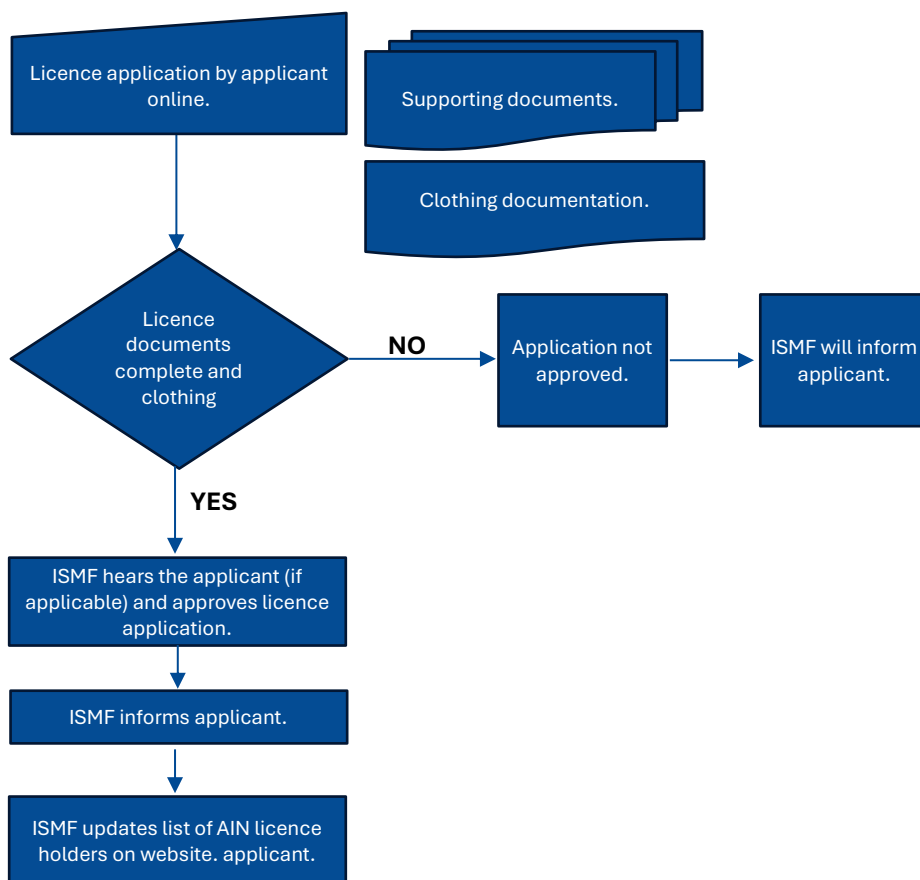 Licence application by applicant
online.
Supporting documents.
Clothing documentation.
Licence
documents
complete and
clothing
NO
Application not
approved.
ISMF will inform
applicant.
YES
ISMF hears the applicant (if
applicable) and approves licence
application.
ISMF informs applicant.
ISMF updates list of AIN licence
holders on website. applicant.